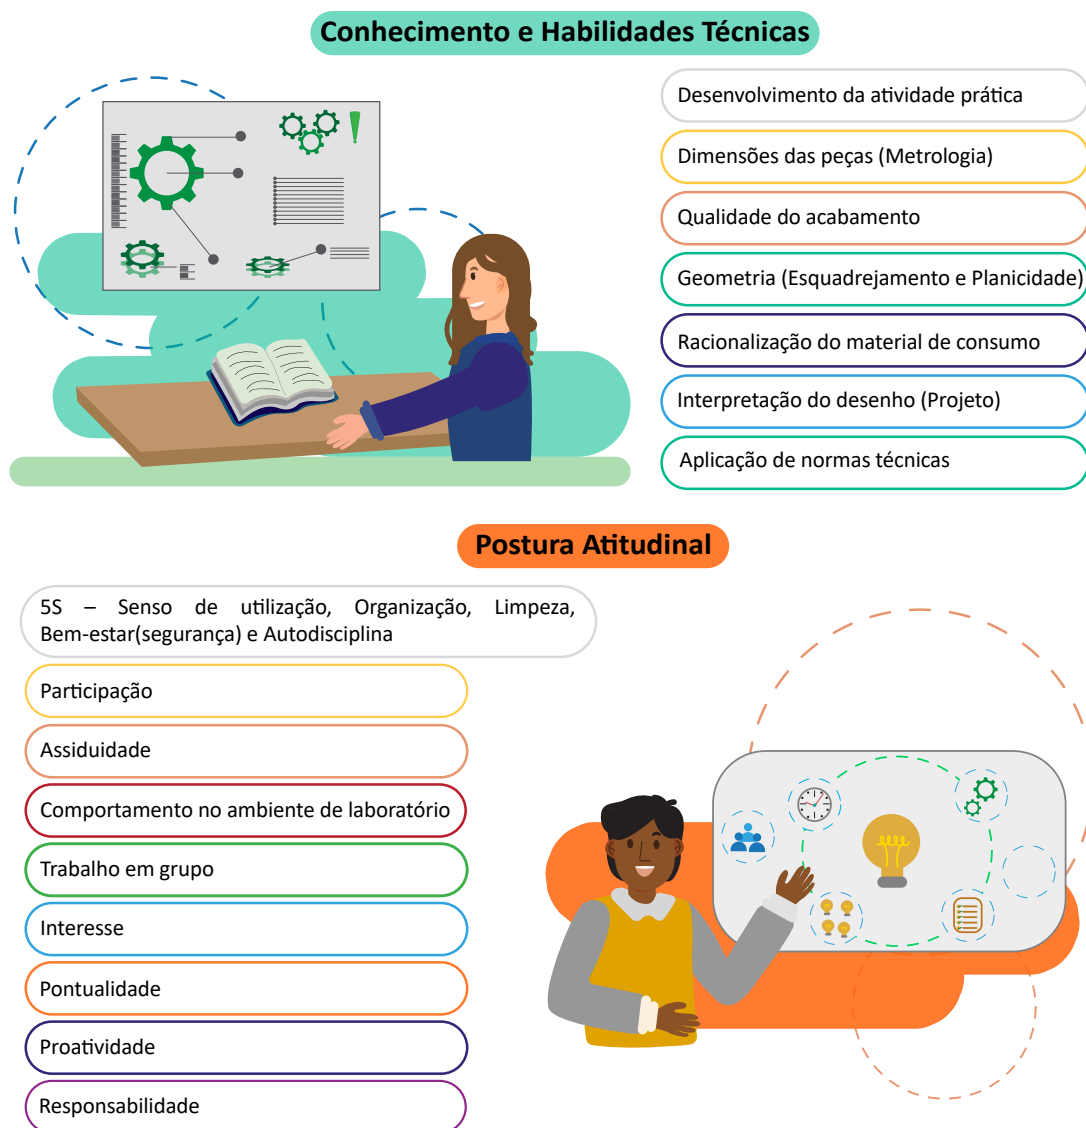 Conhecimento e Habilidades Técnicas
Desenvolvimento da atividade prática
Dimensões das peças (Metrologia)
Qualidade do acabamento
Geometria (Esquadrejamento e Planicidade)
Racionalização do material de consumo
Interpretação do desenho (Projeto)
Aplicação de normas técnicas
Postura Atitudinal
5S – Senso de utilização, Organização, Limpeza,
Bem-estar(segurança) e Autodisciplina
Participação
Assiduidade
Comportamento no ambiente de laboratório
Trabalho em grupo
Interesse
Pontualidade
Proatividade
Responsabilidade